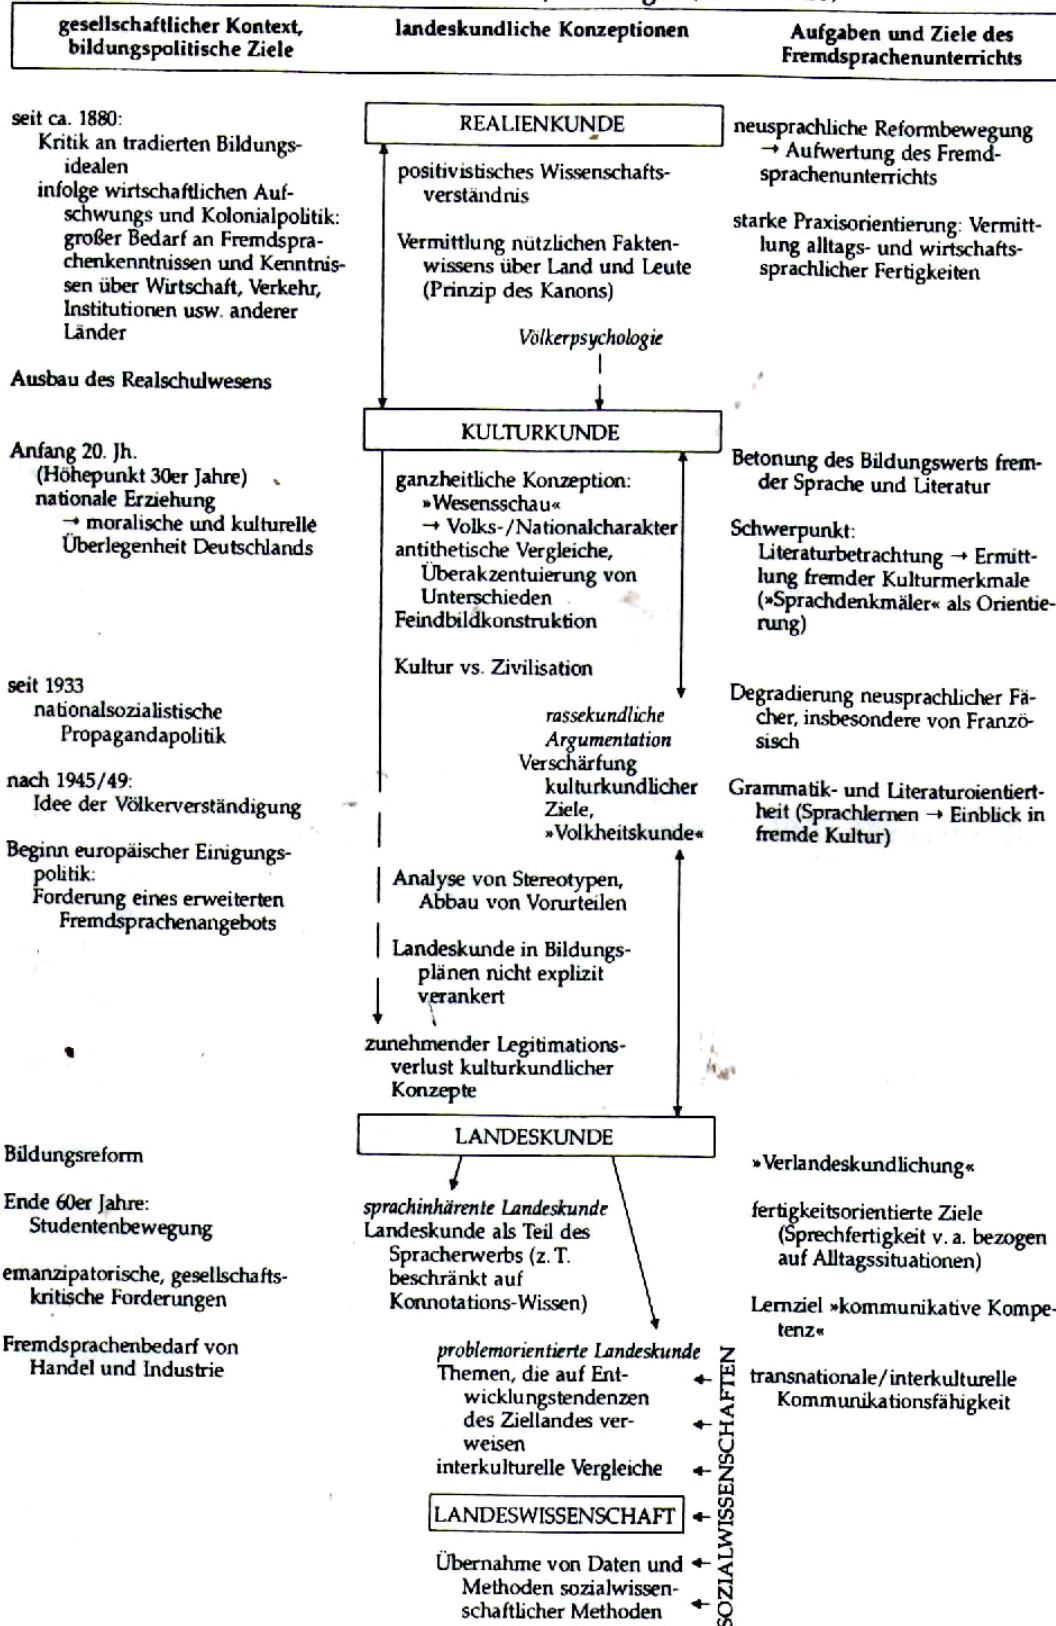 gesellschaftlicher Kontext,
bildungspolitische Ziele
landeskundliche Konzeptionen
Aufgaben und Ziele des
Fremdsprachenunterrichts
seit ca. 1880:
Kritik an tradierten Bildungs-
idealen
infolge wirtschaftlichen Auf-
schwungs und Kolonialpolitik:
großer Bedarf an Fremdspra-
chenkenntnissen und Kenntnis-
sen über Wirtschaft, Verkehr,
Institutionen usw. anderer
Länder
Ausbau des Realschulwesens
REALIENKUNDE
positivistisches Wissenschafts-
verständnis
Vermittlung nützlichen Fakten-
wissens über Land und Leute
(Prinzip des Kanons)
Völkerpsychologie
neusprachliche Reformbewegung
→ Aufwertung des Fremd-
sprachenunterrichts
starke Praxisorientierung: Vermitt-
lung alltags- und wirtschafts-
sprachlicher Fertigkeiten
Anfang 20. Jh.
(Höhepunkt 30er Jahre)
nationale Erziehung
→ moralische und kulturelle
Überlegenheit Deutschlands
KULTURKUNDE
ganzheitliche Konzeption:
»Wesensschau«
→ Volks-/Nationalcharakter
antithetische Vergleiche,
Überakzentuierung von
Unterschieden
Feindbildkonstruktion
Kultur vs. Zivilisation
Betonung des Bildungswerts frem-
der Sprache und Literatur
Schwerpunkt:
Literaturbetrachtung → Ermitt-
lung fremder Kulturmerkmale
(»Sprachdenkmäler« als Orientie-
rung)
seit 1933
nationalsozialistische
Propagandapolitik
rassekundliche
Argumentation
Verschärfung
kulturkundlicher
Ziele,
»Volkheitskunde«
Degradierung neusprachlicher Fä-
cher, insbesondere von Franzö-
sisch
nach 1945/49:
Idee der Völkerverständigung
Beginn europäischer Einigungs-
politik:
Forderung eines erweiterten
Fremdsprachenangebots
Analyse von Stereotypen,
Abbau von Vorurteilen
Landeskunde in Bildungs-
plänen nicht explizit
verankert
zunehmender Legitimations-
verlust kulturkundlicher
Konzepte
Grammatik- und Literaturoientiert-
heit (Sprachlernen → Einblick in
fremde Kultur)
Bildungsreform
Ende 60er Jahre:
Studentenbewegung
emanzipatorische, gesellschafts-
kritische Forderungen
Fremdsprachenbedarf von
Handel und Industrie
LANDESKUNDE
sprachinhärente Landeskunde
Landeskunde als Teil des
Spracherwerbs (z. T.
beschränkt auf
Konnotations-Wissen)
problemorientierte Landeskunde
Themen, die auf Ent-
wicklungstendenzen
des Ziellandes ver-
weisen
interkulturelle Vergleiche
LANDESWISSENSCHAFT
Übernahme von Daten und
Methoden sozialwissen-
schaftlicher Methoden
SOZIALWISSENSCHAFTEN
»Verlandeskundlichung«
fertigkeitsorientierte Ziele
(Sprechfertigkeit v. a. bezogen
auf Alltagssituationen)
Lernziel »kommunikative Kompe-
tenz«
transnationale/interkulturelle
Kommunikationsfähigkeit